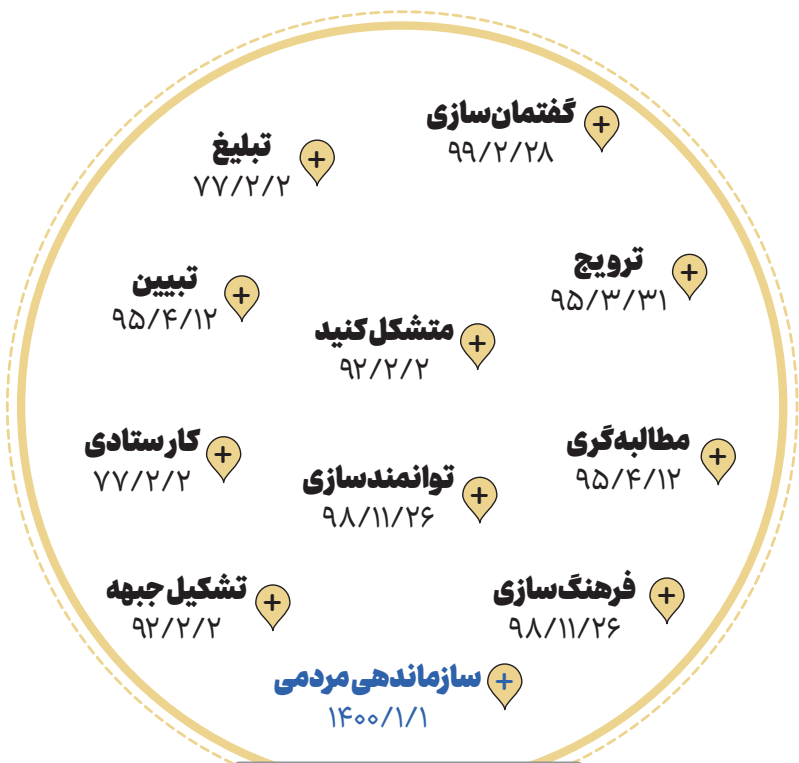 گفتمان‌سازی
۹۹/۲/۲۸
تبلیغ
۷۷/۲/۲
ترویج
۹۵/۳/۳۱
تبیین
۹۵/۴/۱۲
متشکل کنید
۹۲/۲/۲
مطالبه‌گری
۹۵/۴/۱۲
کار ستادی
۷۷/۲/۲
توانمندسازی
۹۸/۱۱/۲۶
فرهنگ‌سازی
۹۸/۱۱/۲۶
تشکیل جبهه
۹۲/۲/۲
سازماندهی مردمی
۱۴۰۰/۱/۱